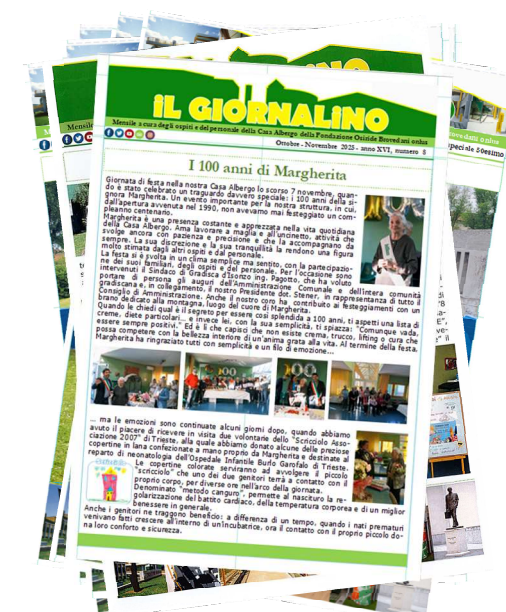 IL GIORNALINO
Mensile a cura degli ospiti e del personale della Casa Albergo della Fondazione Osiride Brovedani onlus
Ottobre - Novembre 2025 - anno XVI, numero 8
I 100 anni di Margherita
Giornata di festa nella nostra Casa Albergo lo scorso 7 novembre, quan-
do è stato celebrato un traguardo davvero speciale: i 100 anni della si-
gnora Margherita. Un evento importante per la nostra struttura, in cui,
dall'apertura avvenuta nel 1990, non avevamo mai festeggiato un com-
pleanno centenario.
Margherita è una presenza costante e apprezzata nella vita quotidiana
della Casa Albergo. Ama lavorare a maglia e all'uncinetto, attività che
svolge ancora con pazienza e precisione e che la accompagnano da
sempre. La sua discrezione e la sua tranquillità la rendono una figura
molto stimata dagli altri ospiti e dal personale.
La festa si è svolta in un clima semplice ma sentito, con la partecipazio-
ne dei suoi familiari, degli ospiti e del personale. Per l'occasione sono
intervenuti il Sindaco di Gradisca d'Isonzo ing. Pagotto, che ha voluto
portare di persona gli auguri dell'Amministrazione Comunale e dell'intera comunità
gradiscana e, in collegamento, il nostro Presidente dot. Stener, in rappresentanza di tutto il
Consiglio di Amministrazione. Anche il nostro coro ha contribuito ai festeggiamenti con un
brano dedicato alla montagna, luogo del cuore di Margherita.
Quando le chiedi qual è il segreto per essere così splendida a 100 anni, ti aspetti una lista di
creme, diete particolari... e invece lei, con la sua semplicità, ti spiazza: "Comunque vada,
essere sempre positivi." Ed è lì che capisci che non esiste crema, trucco, lifting o cura che
possa competere con la bellezza interiore di un'anima grata alla vita. Al termine della festa,
Margherita ha ringraziato tutti con semplicità e un filo di emozione...
100
... ma le emozioni sono continuate alcuni giorni dopo, quando abbiamo
avuto il piacere di ricevere in visita due volontarie dello "Scricciolo Asso-
ciazione 2007" di Trieste, alla quale abbiamo donato alcune delle preziose
copertine in lana confezionate a mano proprio da Margherita e destinate al
reparto di neonatologia dell'Ospedale Infantile Burlo Garofalo di Trieste.
Le copertine colorate serviranno ad avvolgere il piccolo
"scricciolo" che uno dei due genitori terrà a contatto con il
proprio corpo, per diverse ore nell'arco della giornata.
Denominato "metodo canguro", permette al nascituro la re-
golarizzazione del battito cardiaco, della temperatura corporea e di un miglior
benessere in generale.
Anche i genitori ne traggono beneficio: a differenza di un tempo, quando i nati prematuri
venivano fatti crescere all'interno di un'incubatrice, ora il contatto con il proprio piccolo do-
na loro conforto e sicurezza.